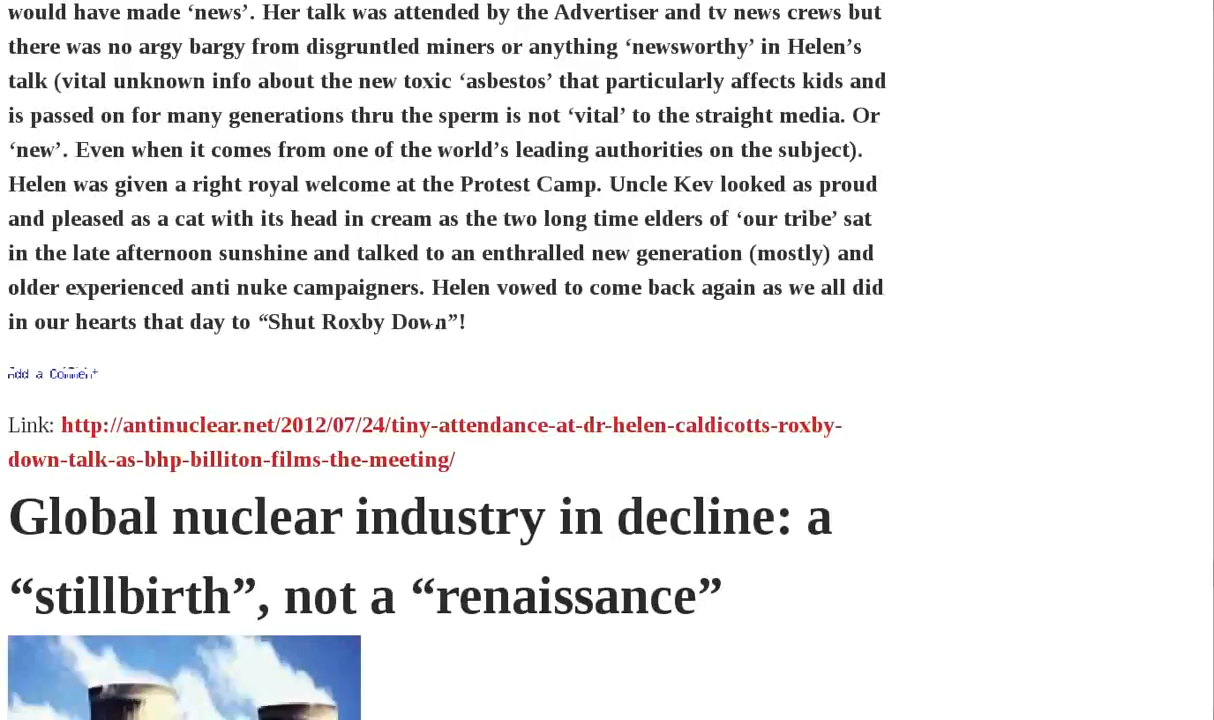 would have made ‘news’. Her talk was attended by the Advertiser and tv news crews but
there was no argy bargy from disgruntled miners or anything ‘newsworthy’ in Helen’s
talk (vital unknown info about the new toxic ‘asbestos’ that particularly affects kids and
is passed on for many generations thru the sperm is not ‘vital’ to the straight media. Or
‘new’. Even when it comes from one of the world’s leading authorities on the subject).
Helen was given a right royal welcome at the Protest Camp. Uncle Kev looked as proud
and pleased as a cat with its head in cream as the two long time elders of ‘our tribe’ sat
in the late afternoon sunshine and talked to an enthralled new generation (mostly) and
older experienced anti nuke campaigners. Helen vowed to come back again as we all did
in our hearts that day to “Shut Roxby Down”!
Add a Comment
Link: http://antinuclear.net/2012/07/24/tiny-attendance-at-dr-helen-caldicotts-roxby-
down-talk-as-bhp-billiton-films-the-meeting/
Global nuclear industry in decline: a
“stillbirth”, not a “renaissance”